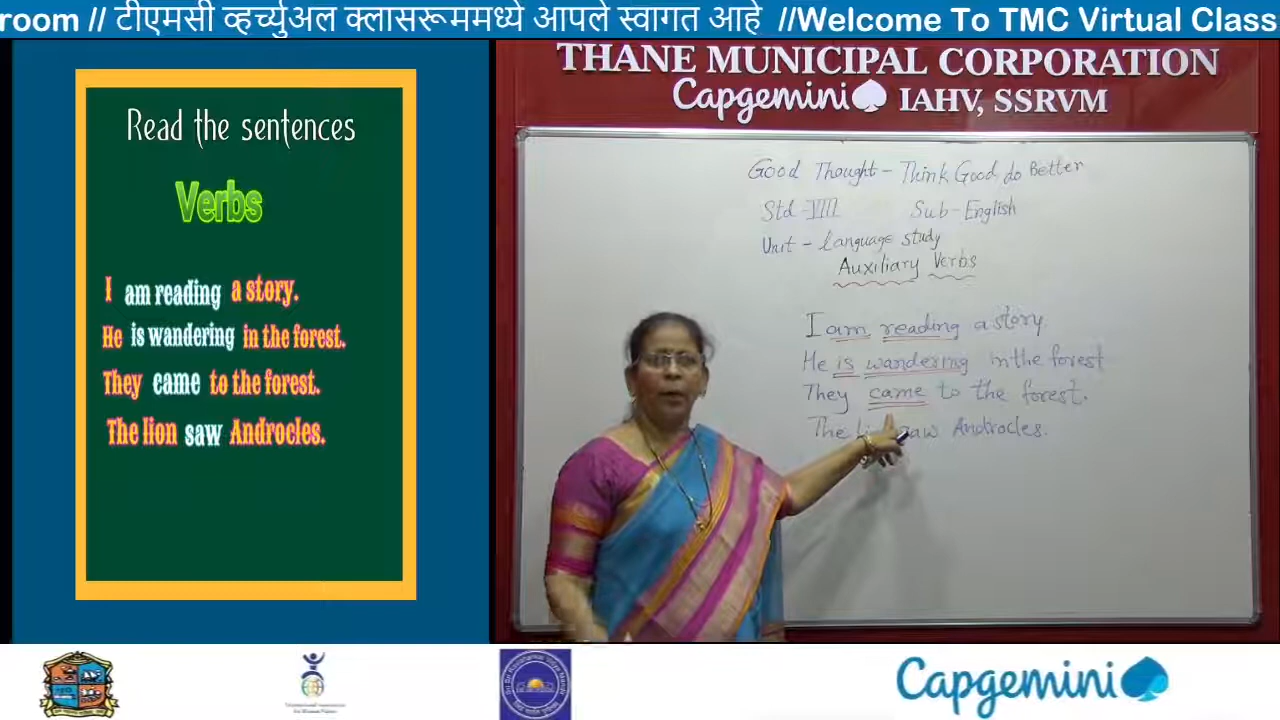 room // टीएमसी व्हर्च्युअल क्लासरूममध्ये आपले स्वागत आहे //Welcome To TMC Virtual Class
Read the sentences
Verbs
I am reading a story.
He is wandering in the forest.
They came to the forest.
The lion saw Androcles.
THANE MUNICIPAL CORPORATION
Capgemini IAHV, SSRVM
Good Thought - Think Good do Better
Std - VIII Sub - English
Unit - language study
Auxiliary Verbs
I am reading a story.
He is wandering in the forest
They came to the forest.
The saw Androcles.
Capgemini